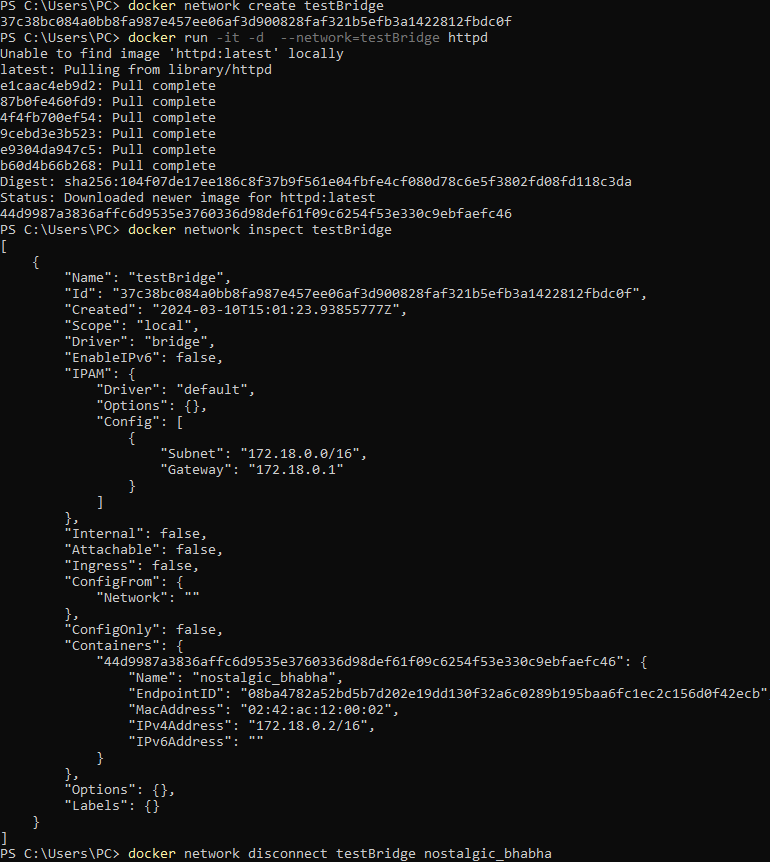 PS C:\Users\PC> docker network create testBridge
37c38bc084a0bb8fa987e457ee06af3d900828faf321b5efb3a1422812fbdc0f
PS C:\Users\PC> docker run -it -d  --network=testBridge httpd
Unable to find image 'httpd:latest' locally
latest: Pulling from library/httpd
e1caac4eb9d2: Pull complete
87b0fe460fd9: Pull complete
4f4fb700ef54: Pull complete
9cebd3e3b523: Pull complete
e9304da947c5: Pull complete
b60d4b66b268: Pull complete
Digest: sha256:104f07de17ee186c8f37b9f561e04fbfe4cf080d78c6e5f3802fd08fd118c3da
Status: Downloaded newer image for httpd:latest
44d9987a3836affc6d9535e3760336d98def61f09c6254f53e330c9ebfaefc46
PS C:\Users\PC> docker network inspect testBridge
[
    {
        "Name": "testBridge",
        "Id": "37c38bc084a0bb8fa987e457ee06af3d900828faf321b5efb3a1422812fbdc0f",
        "Created": "2024-03-10T15:01:23.93855777Z",
        "Scope": "local",
        "Driver": "bridge",
        "EnableIPv6": false,
        "IPAM": {
            "Driver": "default",
            "Options": {},
            "Config": [
                {
                    "Subnet": "172.18.0.0/16",
                    "Gateway": "172.18.0.1"
                }
            ]
        },
        "Internal": false,
        "Attachable": false,
        "Ingress": false,
        "ConfigFrom": {
            "Network": ""
        },
        "ConfigOnly": false,
        "Containers": {
            "44d9987a3836affc6d9535e3760336d98def61f09c6254f53e330c9ebfaefc46": {
                "Name": "nostalgic_bhabha",
                "EndpointID": "08ba4782a52bd5b7d202e19dd130f32a6c0289b195baa6fc1ec2c156d0f42ecb"
                "MacAddress": "02:42:ac:12:00:02",
                "IPv4Address": "172.18.0.2/16",
                "IPv6Address": ""
            }
        },
        "Options": {},
        "Labels": {}
    }
]
PS C:\Users\PC> docker network disconnect testBridge nostalgic_bhabha